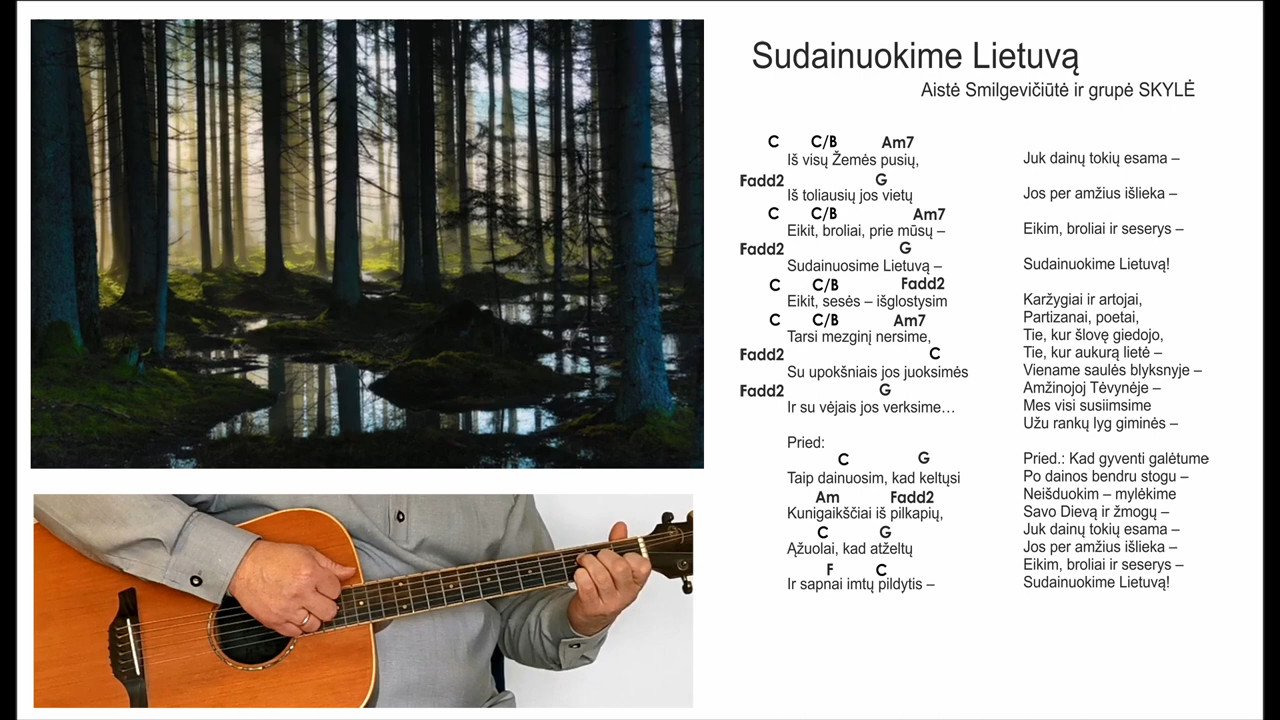 Sudainuokime Lietuvą
Aistė Smilgevičiūtė ir grupė SKYLĖ
C C/B Am7
Iš visų Žemės pusių,
Fadd2 G
Iš toliausių jos vietų
C C/B Am7
Eikit, broliai, prie mūsų –
Fadd2 G
Sudainuosime Lietuvą –
C C/B Fadd2
Eikit, sesės – išglostysim
C C/B Am7
Tarsi mezginį nersime,
Fadd2 C
Su upokšniais jos juoksimės
Fadd2 G
Ir su vėjais jos verksime…
Pried:
C G
Taip dainuosim, kad keltųsi
Am Fadd2
Kunigaikščiai iš pilkapių,
C G
Ąžuolai, kad atželtų
F C
Ir sapnai imtų pildytis –
Juk dainų tokių esama –
Jos per amžius išlieka –
Eikim, broliai ir seserys –
Sudainuokime Lietuvą!
Karžygiai ir artojai,
Partizanai, poetai,
Tie, kur šlovę giedojo,
Tie, kur aukurą lietė –
Viename saulės blyksnyje –
Amžinojoj Tėvynėje –
Mes visi susiimsime
Užu rankų lyg giminės –
Pried.: Kad gyventi galėtume
Po dainos bendru stogu –
Neišduokim – mylėkime
Savo Dievą ir žmogų –
Juk dainų tokių esama –
Jos per amžius išlieka –
Eikim, broliai ir seserys –
Sudainuokime Lietuvą!